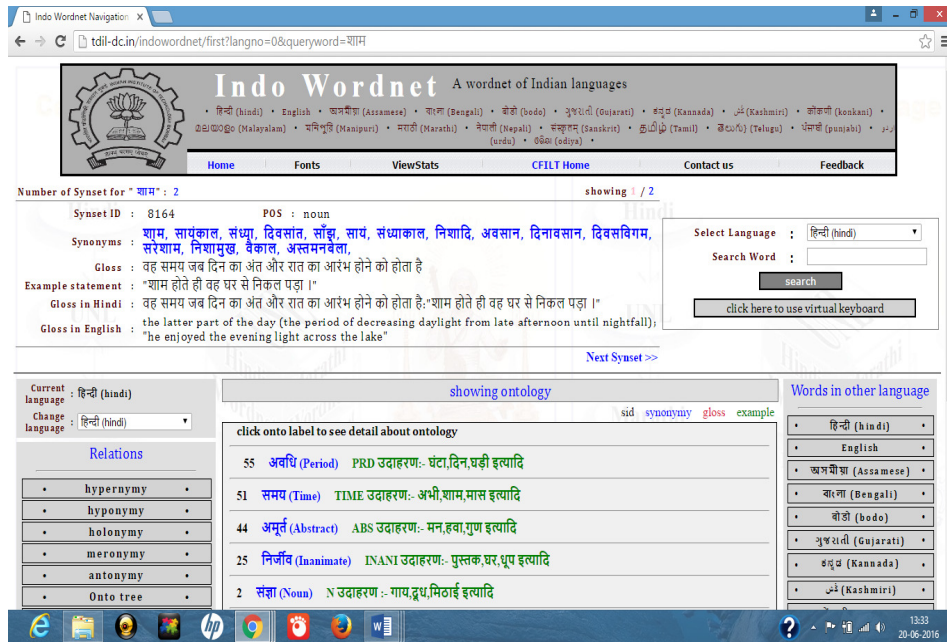 Indo Wordnet Navigation
tdil-dc.in/indowordnet/first?langno=0&queryword=शाम
Indo Wordnet A wordnet of Indian languages
• हिन्दी (hindi) • English • অসমীয়া (Assamese) • বাংলা (Bengali) • बोडो (bodo) • ગુજરાતી (Gujarati) • ಕನ್ನಡ (Kannada) • (Kashmiri) • कोंकणी (konkani) •
മലയാളം (Malayalam) • (Manipuri) • मराठी (Marathi) • नेपाली (Nepali) • संस्कृतम् (Sanskrit) • தமிழ் (Tamil) • తెలుగు (Telugu) • ਪੰਜਾਬੀ (punjabi) •
(urdu) • (odiya) •
Home Fonts ViewStats CFILT Home Contact us Feedback
Number of Synset for " शाम" : 2 showing 1 / 2
Synset ID : 8164 POS : noun
Synonyms : शाम, सायंकाल, संध्या, दिवसांत, साँझ, सायं, संध्याकाल, निशादि, अवसान, दिनावसान, दिवसविगम,
सरेशाम, निशामुख, वैकाल, अस्तमनबेला,
Gloss : वह समय जब दिन का अंत और रात का आरंभ होने को होता है
Example statement : "शाम होते ही वह घर से निकल पड़ा ।"
Gloss in Hindi : वह समय जब दिन का अंत और रात का आरंभ होने को होता है:"शाम होते ही वह घर से निकल पड़ा ।"
Gloss in English : the latter part of the day (the period of decreasing daylight from late afternoon until nightfall);
"he enjoyed the evening light across the lake"
Next Synset >>
Select Language : हिन्दी (hindi)
Search Word :
search
click here to use virtual keyboard
Current language : हिन्दी (hindi)
Change language : हिन्दी (hindi)
Relations
• hypernymy •
• hyponymy •
• holonymy •
• meronymy •
• antonymy •
• Onto tree •
showing ontology
sid synonymy gloss example
click onto label to see detail about ontology
55 अवधि (Period) PRD उदाहरण:- घंटा,दिन,घड़ी इत्यादि
51 समय (Time) TIME उदाहरण:- अभी,शाम,मास इत्यादि
44 अमूर्त (Abstract) ABS उदाहरण:- मन,हवा,गुण इत्यादि
25 निर्जीव (Inanimate) INANI उदाहरण:- पुस्तक,घर,धूप इत्यादि
2 संज्ञा (Noun) N उदाहरण :- गाय,दूध,मिठाई इत्यादि
Words in other language
• हिन्दी (hindi) •
• English •
• অসমীয়া (Assamese) •
• বাংলা (Bengali) •
• बोडो (bodo) •
• ગુજરાતી (Gujarati) •
• ಕನ್ನಡ (Kannada) •
• (Kashmiri) •
13:33
20-06-2016